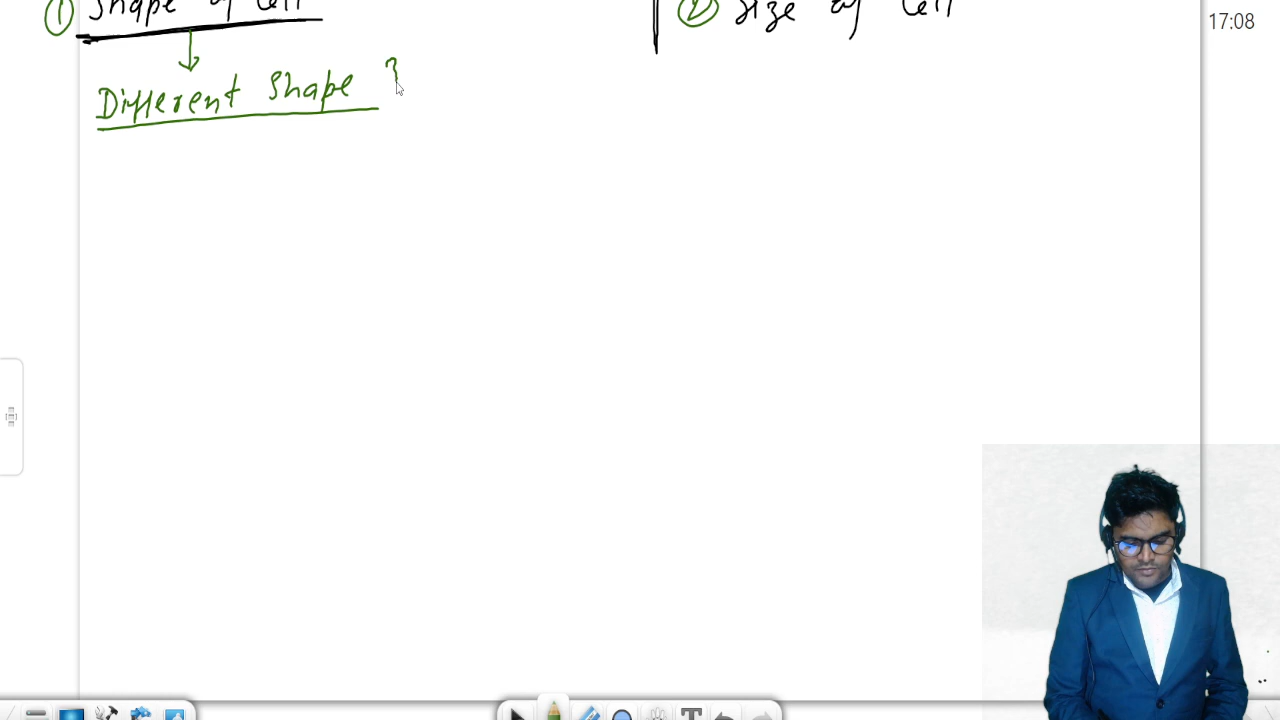 ① Shape of Cell
② Size of Cell
17:08
Different Shape